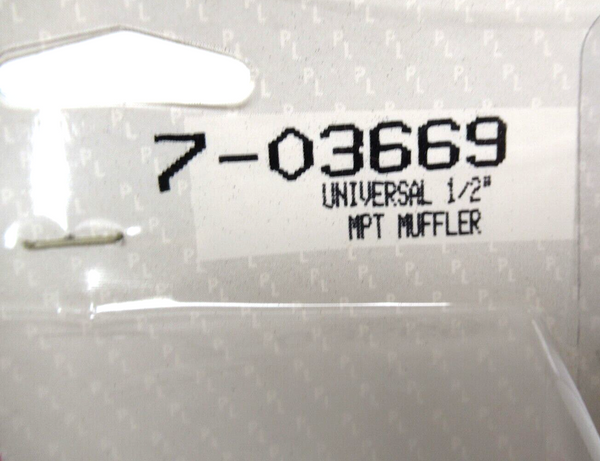 7-03669
UNIVERSAL 1/2"
MPT MUFFLER